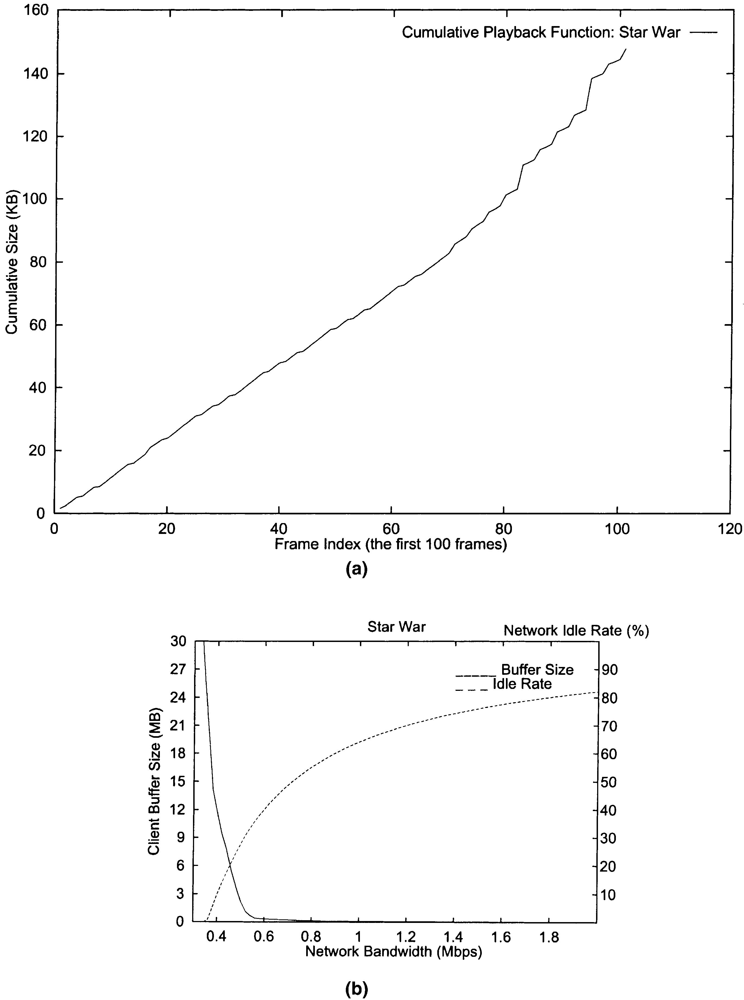 160
Cumulative Playback Function: Star War
140
120
100
80
60
40
20
0
Cumulative Size (KB)
0 20 40 60 80 100 120
Frame Index (the first 100 frames)
(a)
Star War
Network Idle Rate (%)
30
27
24
21
18
15
12
9
6
3
0
Client Buffer Size (MB)
Buffer Size
Idle Rate
90
80
70
60
50
40
30
20
10
0.4 0.6 0.8 1 1.2 1.4 1.6 1.8
Network Bandwidth (Mbps)
(b)